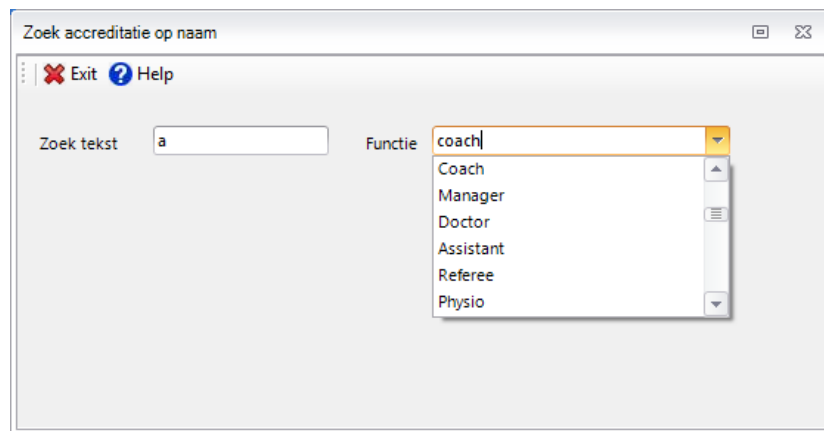 Zoek accreditatie op naam
Exit Help
Zoek tekst a Functie coach
Coach
Manager
Doctor
Assistant
Referee
Physio